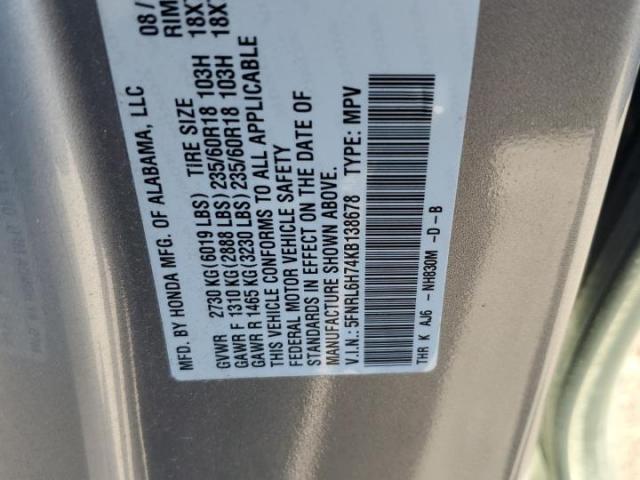 MFD. BY HONDA MFG. OF ALABAMA, LLC 08/
GVWR 2730 KG(6019 LBS) TIRE SIZE RIM
GAWR F 1310 KG(2888 LBS) 235/60R18 103H 18X
GAWR R 1465 KG(3230 LBS) 235/60R18 103H 18X
THIS VEHICLE CONFORMS TO ALL APPLICABLE
FEDERAL MOTOR VEHICLE SAFETY
STANDARDS IN EFFECT ON THE DATE OF
MANUFACTURE SHOWN ABOVE.
V.I.N.: 5FNRL6H74KB138678 TYPE: MPV
THR K AJ6 -NH830M -D-B